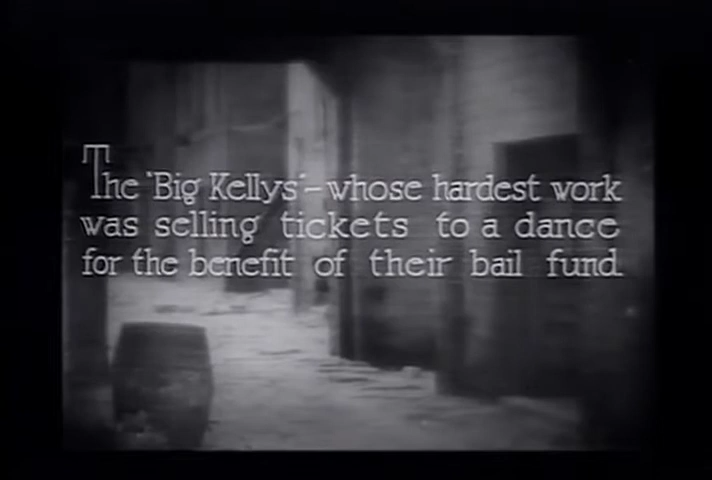 The "Big Kellys"—whose hardest work
was selling tickets to a dance
for the benefit of their bail fund.